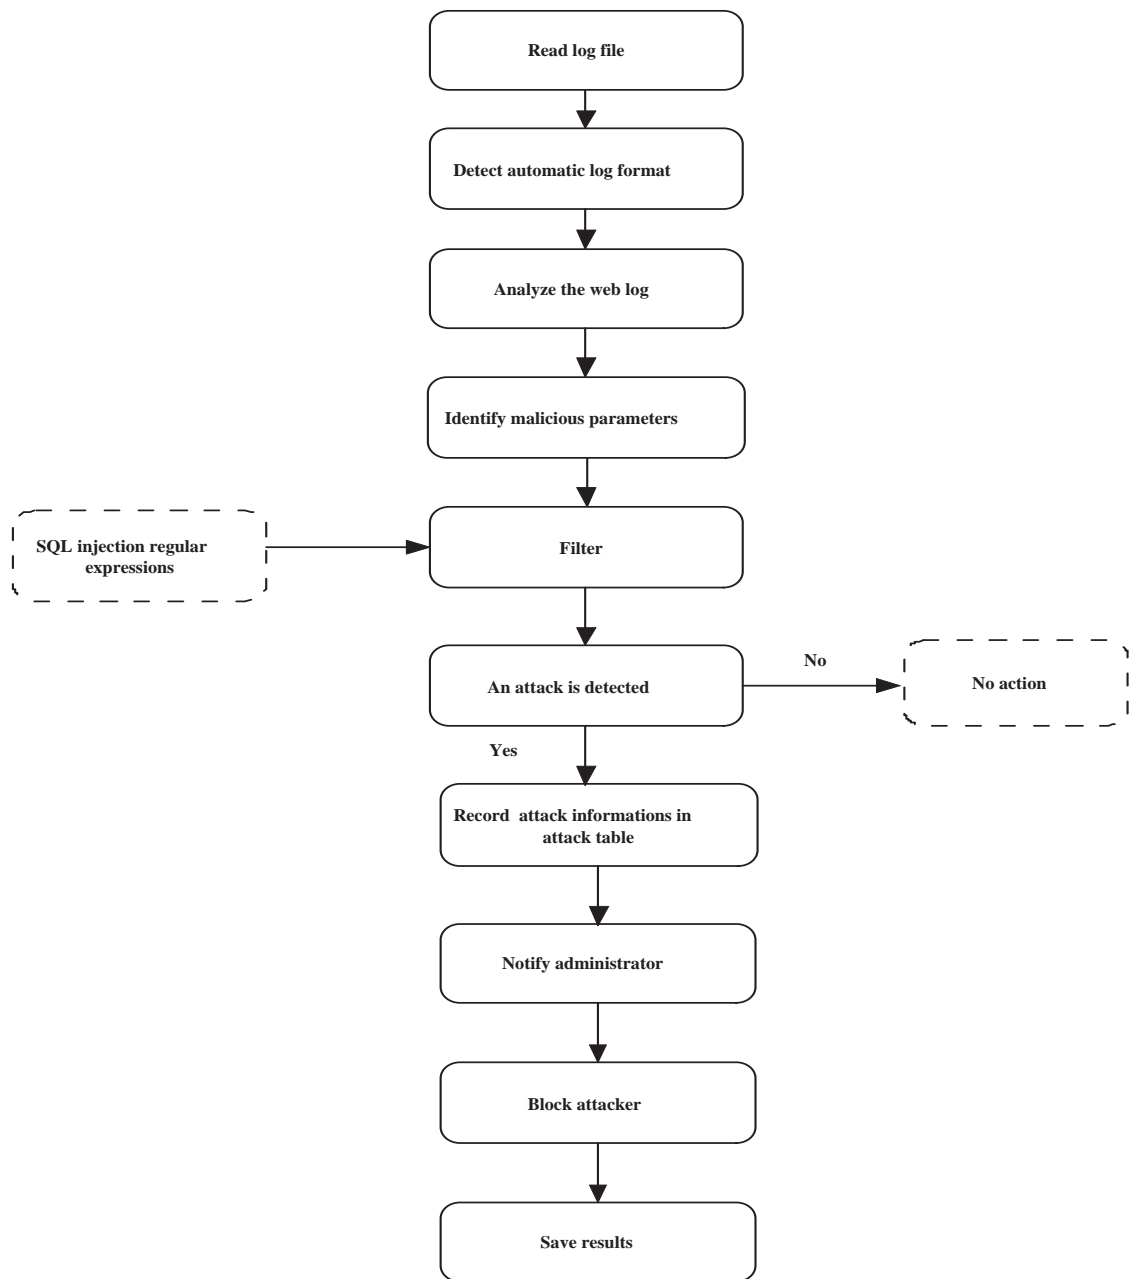 Read log file
Detect automatic log format
Analyze the web log
Identify malicious parameters
SQL injection regular
expressions
Filter
An attack is detected
No
No action
Yes
Record attack informations in
attack table
Notify administrator
Block attacker
Save results